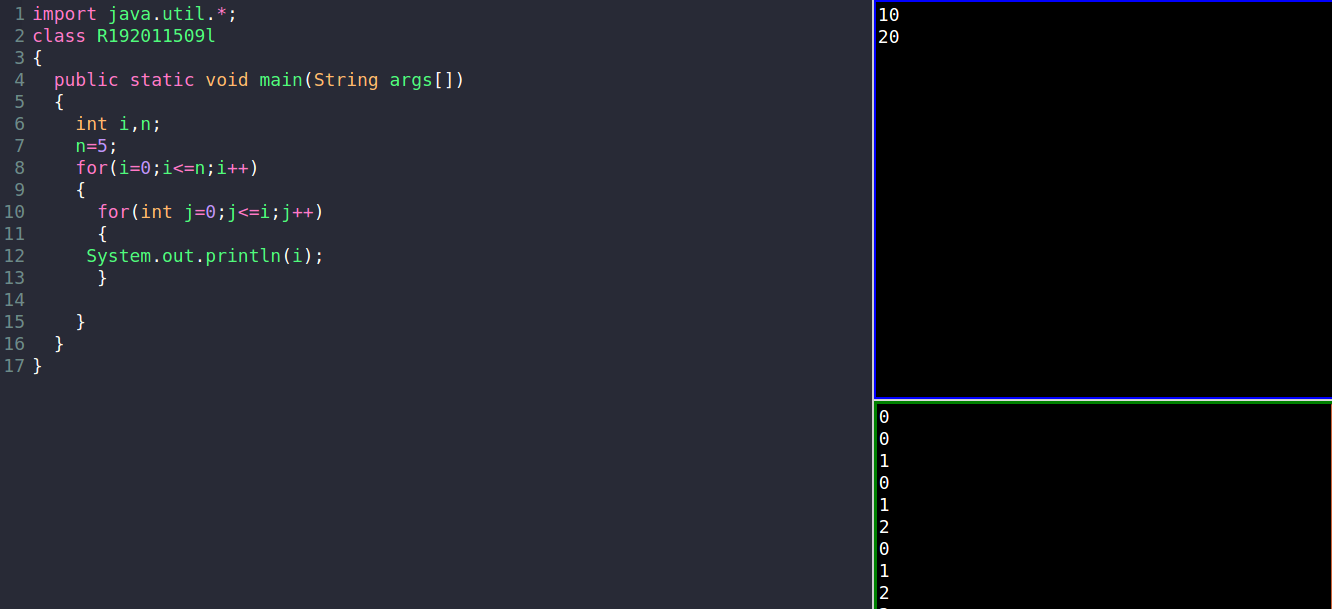 1 import java.util.*;
2 class R192011509l
3 {
4   public static void main(String args[])
5   {
6     int i,n;
7     n=5;
8     for(i=0;i<=n;i++)
9     {
10       for(int j=0;j<=i;j++)
11       {
12      System.out.println(i);
13       }
14
15     }
16   }
17 }
10
20
0
0
1
0
1
2
0
1
2